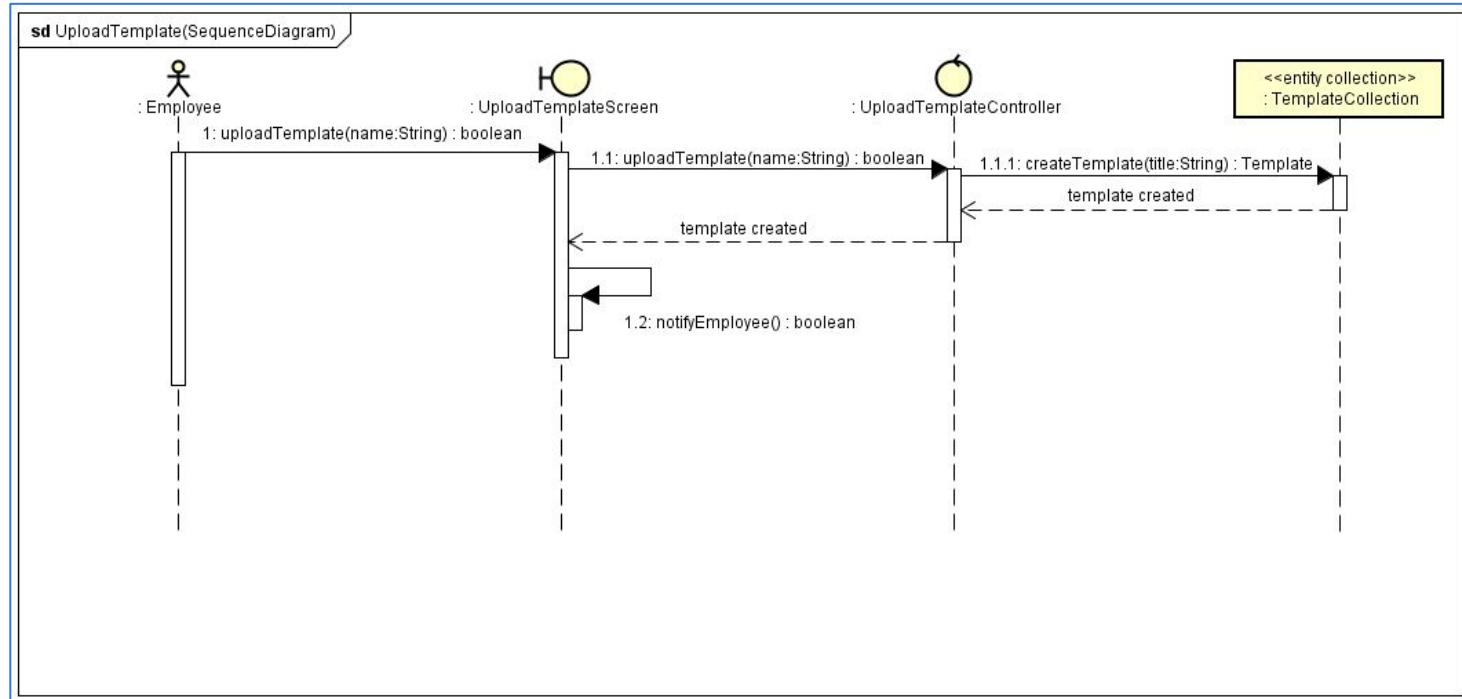 sd UploadTemplate(SequenceDiagram)
: Employee
: UploadTemplateScreen
: UploadTemplateController
<<entity collection>>
: TemplateCollection
1: uploadTemplate(name:String) : boolean
1.1: uploadTemplate(name:String) : boolean
1.1.1: createTemplate(title:String) : Template
template created
template created
1.2: notifyEmployee() : boolean